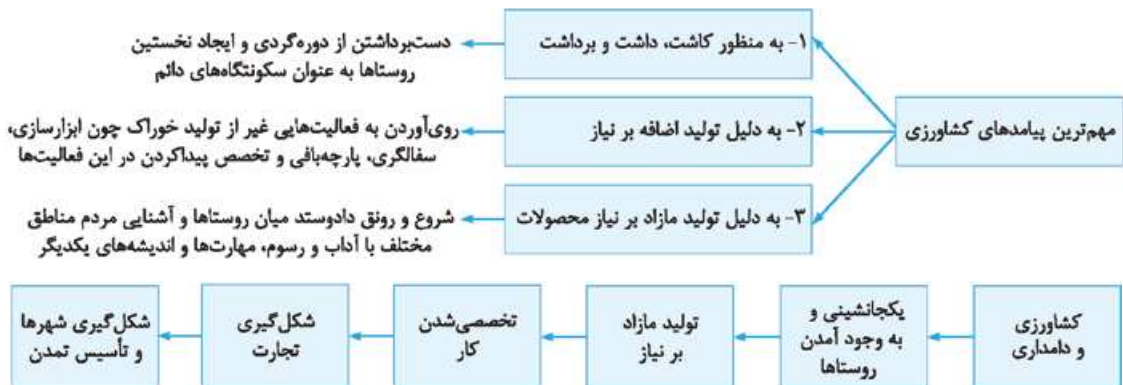 مهم‌ترین پیامدهای کشاورزی
۱- به منظور کاشت، داشت و برداشت
دست‌برداشتن از دوره‌گردی و ایجاد نخستین
روستاها به عنوان سکونتگاه‌های دائم
۲- به دلیل تولید اضافه بر نیاز
روی‌آوردن به فعالیت‌هایی غیر از تولید خوراک چون ابزارسازی،
سفالگری، پارچه‌بافی و تخصص پیداکردن در این فعالیت‌ها
۳- به دلیل تولید مازاد بر نیاز محصولات
شروع و رونق دادوستد میان روستاها و آشنایی مردم مناطق
مختلف با آداب و رسوم، مهارت‌ها و اندیشه‌های یکدیگر
کشاورزی
و دامداری
یکجانشینی و
به وجود آمدن
روستاها
تولید مازاد
بر نیاز
تخصصی‌شدن
کار
شکل‌گیری
تجارت
شکل‌گیری شهرها
و تأسیس تمدن